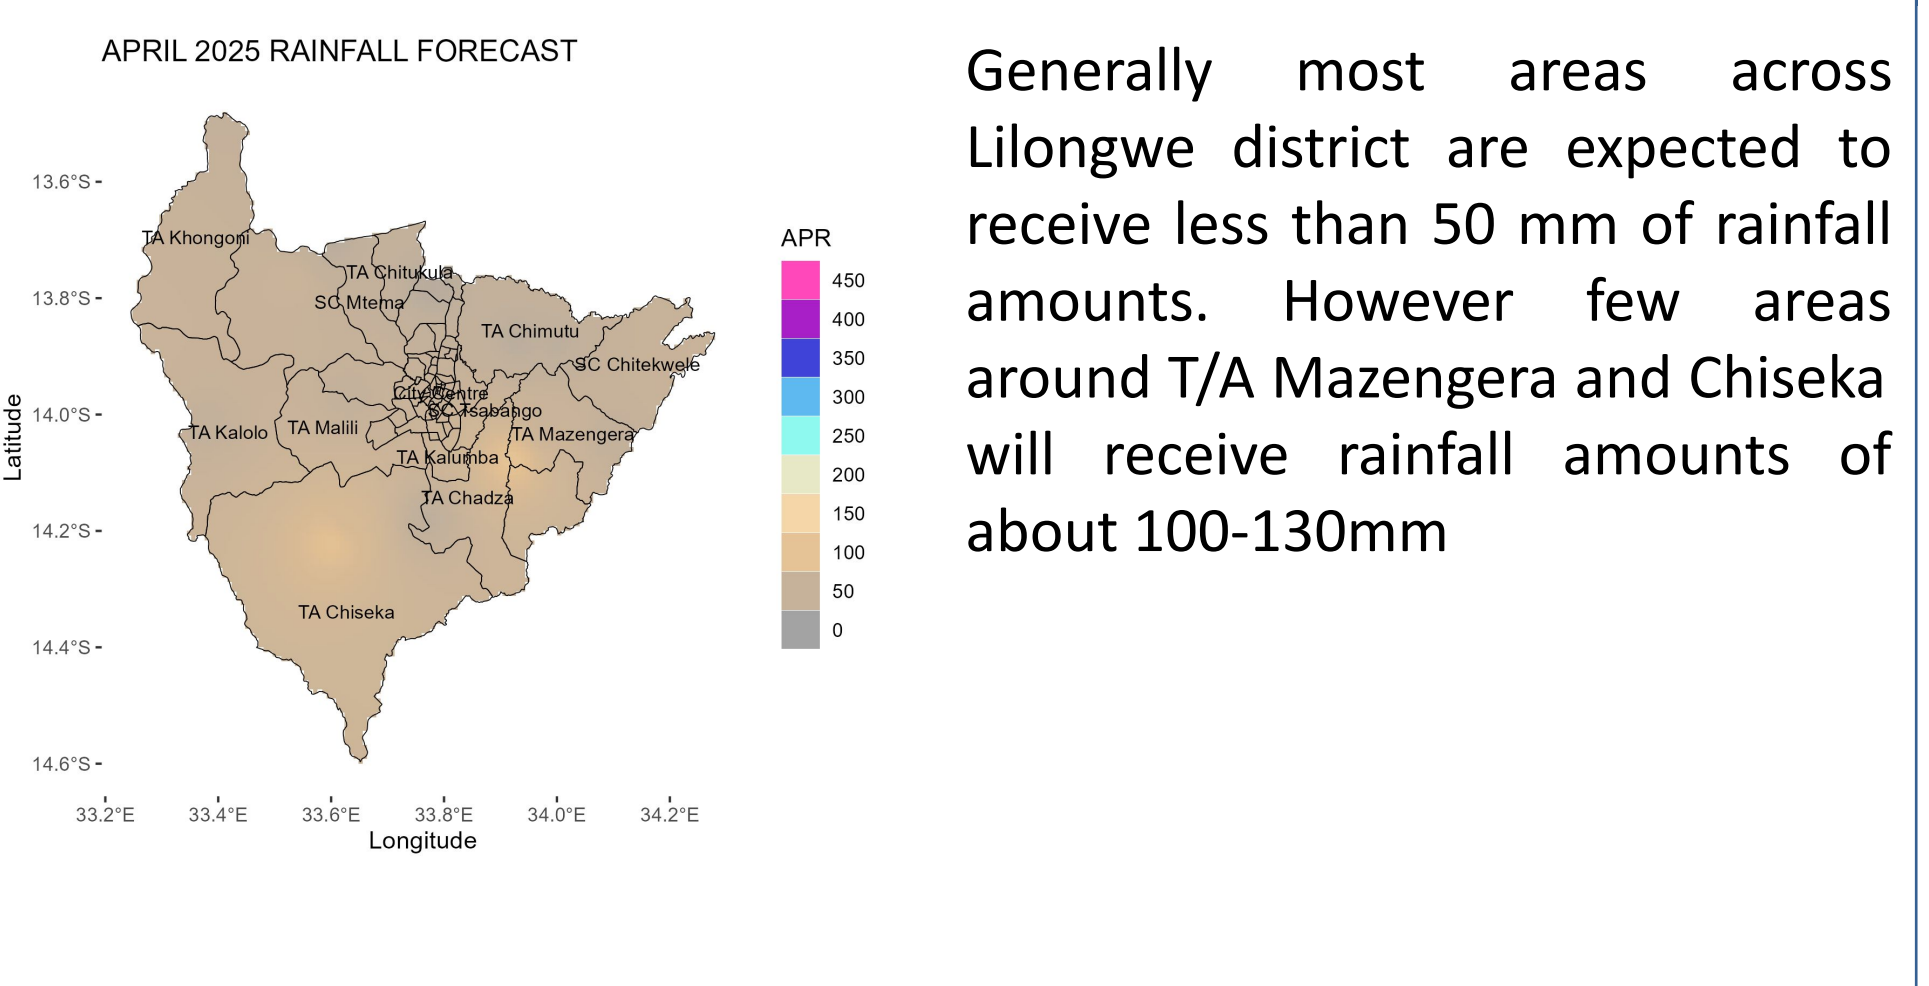 APRIL 2025 RAINFALL FORECAST
13.6°S
13.8°S
14.0°S
14.2°S
14.4°S
14.6°S
Latitude
TA Khongoni
TA Chitukula
SC Mtema
TA Chimutu
SC Chitekwele
City Centre
SC Tsabango
TA Malili
TA Kalolo
TA Mazengera
TA Kalumba
TA Chadza
TA Chiseka
33.2°E
33.4°E
33.6°E
33.8°E
34.0°E
34.2°E
Longitude
APR
450
400
350
300
250
200
150
100
50
0
Generally most areas across
Lilongwe district are expected to
receive less than 50 mm of rainfall
amounts. However few areas
around T/A Mazengera and Chiseka
will receive rainfall amounts of
about 100-130mm